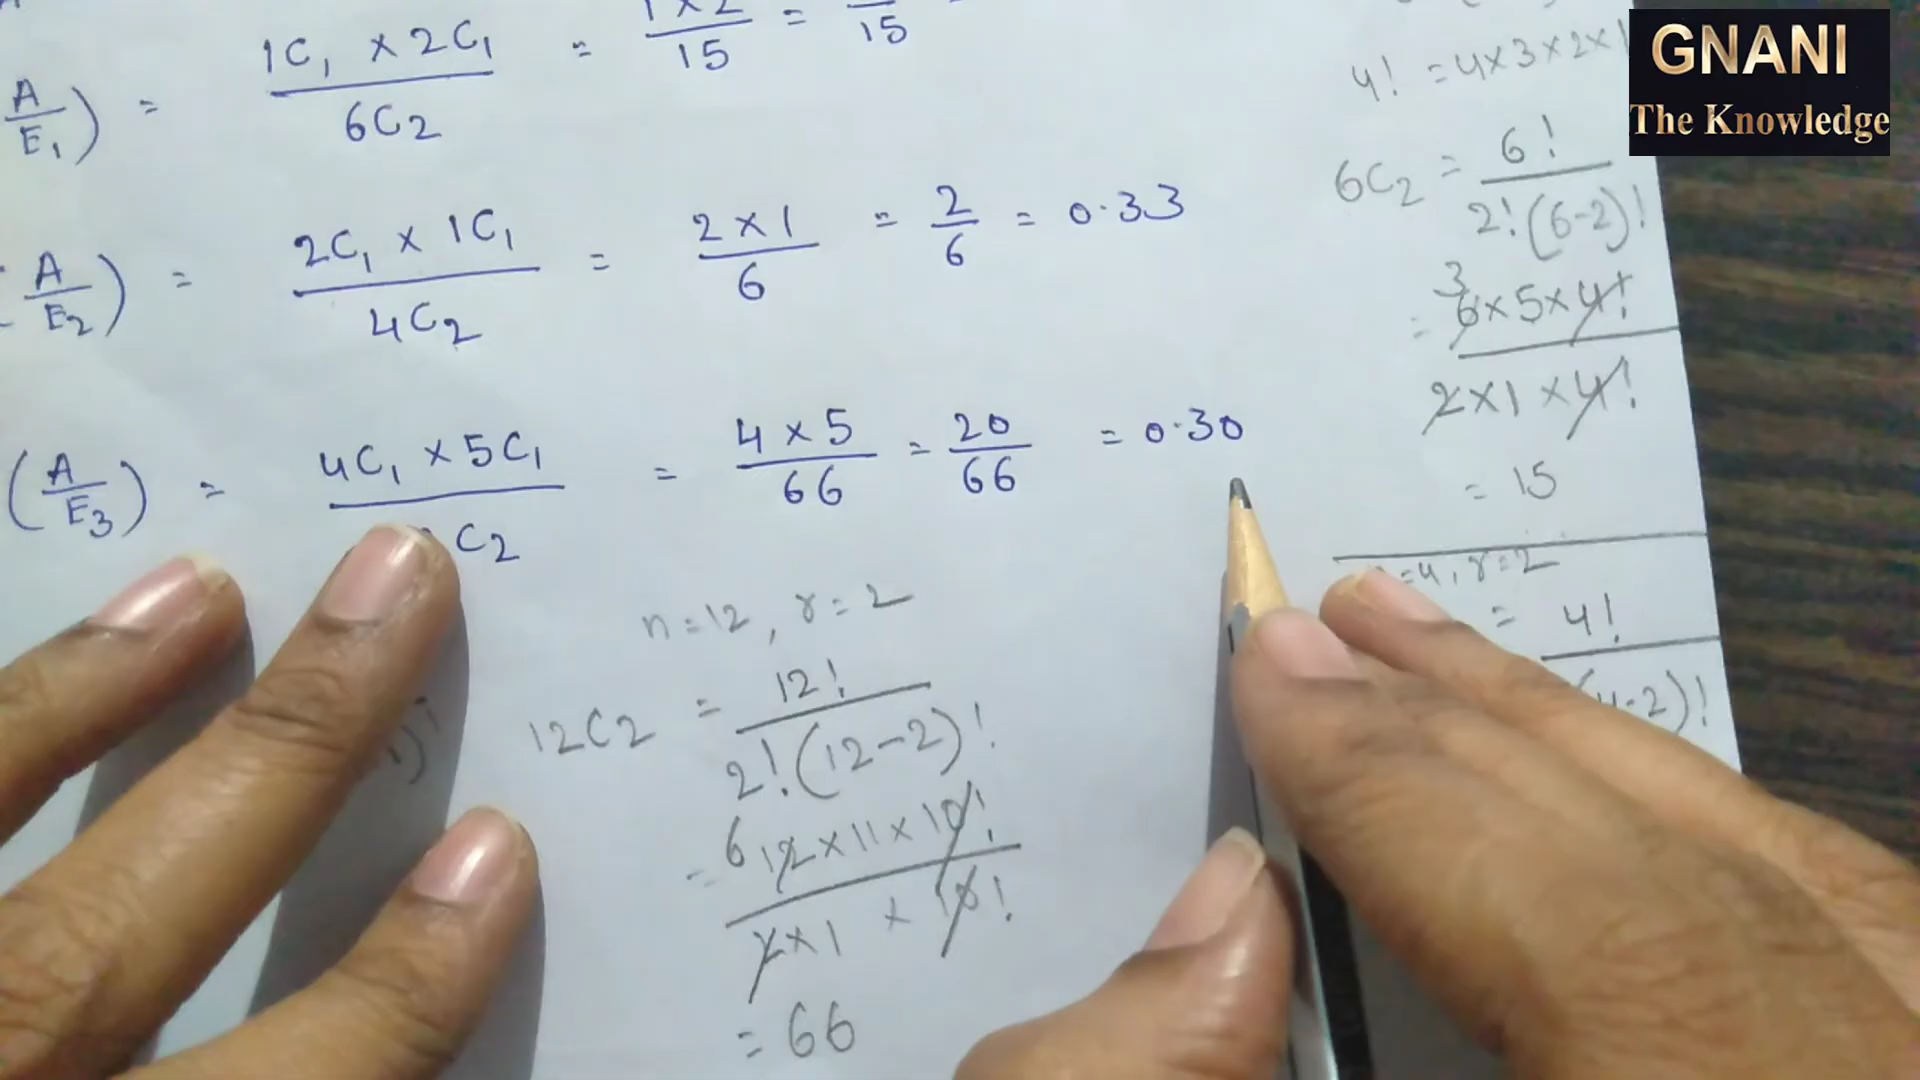 (A/E1) = 1C1 × 2C1 / 6C2 = 1×2 / 15 = / 15
(A/E2) = 2C1 × 1C1 / 4C2 = 2×1 / 6 = 2/6 = 0.33
(A/E3) = 4C1 × 5C1 / C2 = 4×5 / 66 = 20/66 = 0.30
n=12, r=2
12C2 = 12! / 2!(12-2)!
= 6 12×11×10! / 2×1 × 10!
= 66
GNANI
The Knowledge
4! = 4×3×2×1
6C2 = 6! / 2!(6-2)!
= 3 6×5×4! / 2×1×4!
= 15
=4, r=2
= 4! / (4-2)!